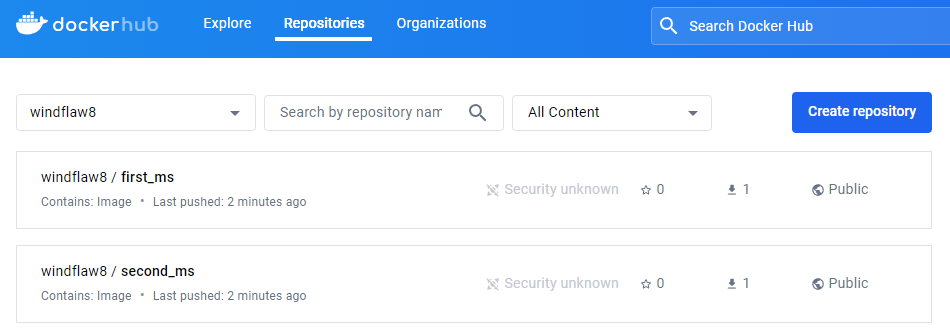 dockerhub Explore Repositories Organizations Search Docker Hub
windflaw8 Search by repository nam All Content Create repository
windflaw8 / first_ms
Contains: Image • Last pushed: 2 minutes ago Security unknown 0 1 Public
windflaw8 / second_ms
Contains: Image • Last pushed: 2 minutes ago Security unknown 0 1 Public